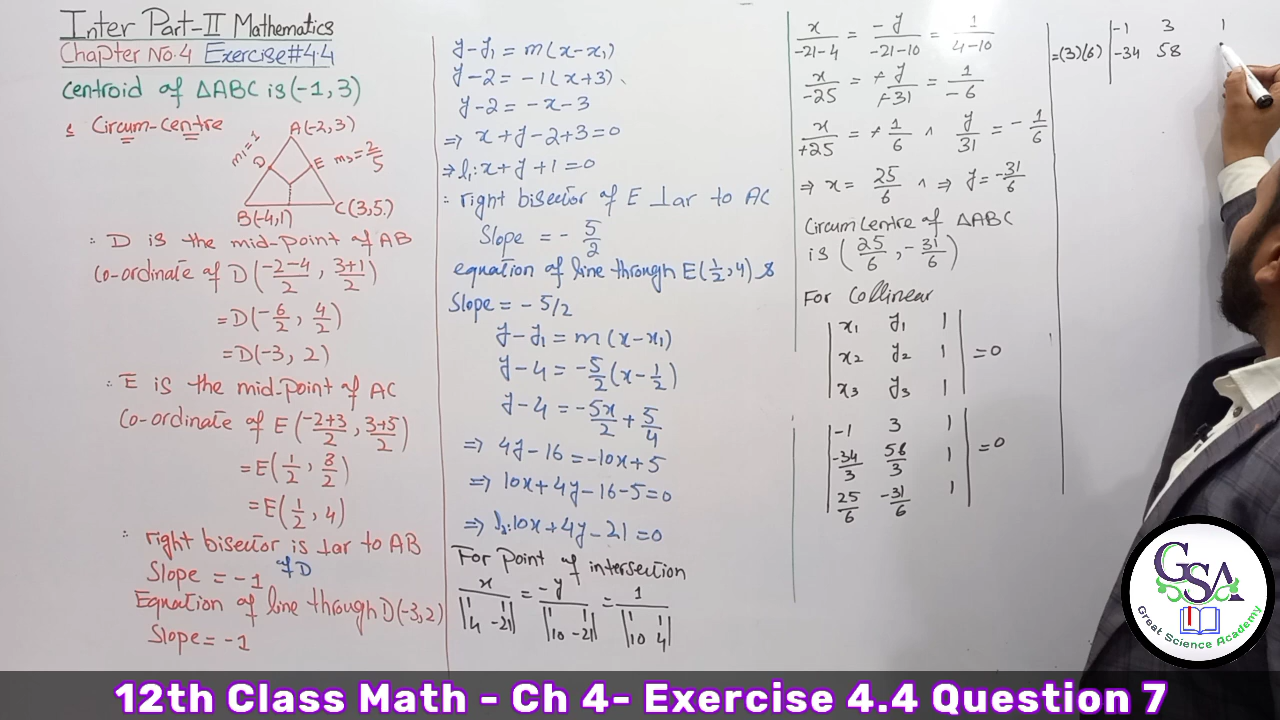 Inter Part-II Mathematics
Chapter No.4 Exercise#4.4
centroid of ΔABC is (-1, 3)
Circum-Centre
A(-2,3)
m₁=1
D
E
m₂=2/5
B(-4,1)
C(3,5)
∴ D is the mid-point of AB
Co-ordinate of D(-2-4/2, 3+1/2)
=D(-6/2, 4/2)
=D(-3, 2)
∴ E is the mid-point of AC
Co-ordinate of E(-2+3/2, 3+5/2)
=E(1/2, 8/2)
=E(1/2, 4)
∴ right bisector is ⊥ar to AB
of D
Slope = -1
Equation of line through D(-3,2)
Slope = -1
y-y₁ = m(x-x₁)
y-2 = -1(x+3)
y-2 = -x-3
⇒ x+y-2+3=0
⇒ l₁: x+y+1=0
∴ right bisector of E ⊥ar to AC
Slope = -5/2
equation of line through E(1/2, 4) &
Slope = -5/2
y-y₁ = m(x-x₁)
y-4 = -5/2(x-1/2)
y-4 = -5x/2 + 5/4
⇒ 4y-16 = -10x+5
⇒ 10x+4y-16-5=0
⇒ l₂: 10x+4y-21=0
For Point of intersection
x/|1 1| = -y/|1 1| = 1/|1 1|
|4 -21| |10 -21| |10 4|
x/-21-4 = -y/-21-10 = 1/4-10
x/-25 = -y/-31 = 1/-6
x/+25 = +1/6 ∧ y/31 = -1/6
⇒ x = 25/6 ∧ ⇒ y = -31/6
Circumcentre of ΔABC
is (25/6, -31/6)
For Collinear
|x₁ y₁ 1|
|x₂ y₂ 1| =0
|x₃ y₃ 1|
|-1 3 1|
|-34/3 58/3 1| =0
|25/6 -31/6 1|
|-1 3 1
=(3)(6) |-34 58
GSA
Great Science Academy
12th Class Math - Ch 4- Exercise 4.4 Question 7